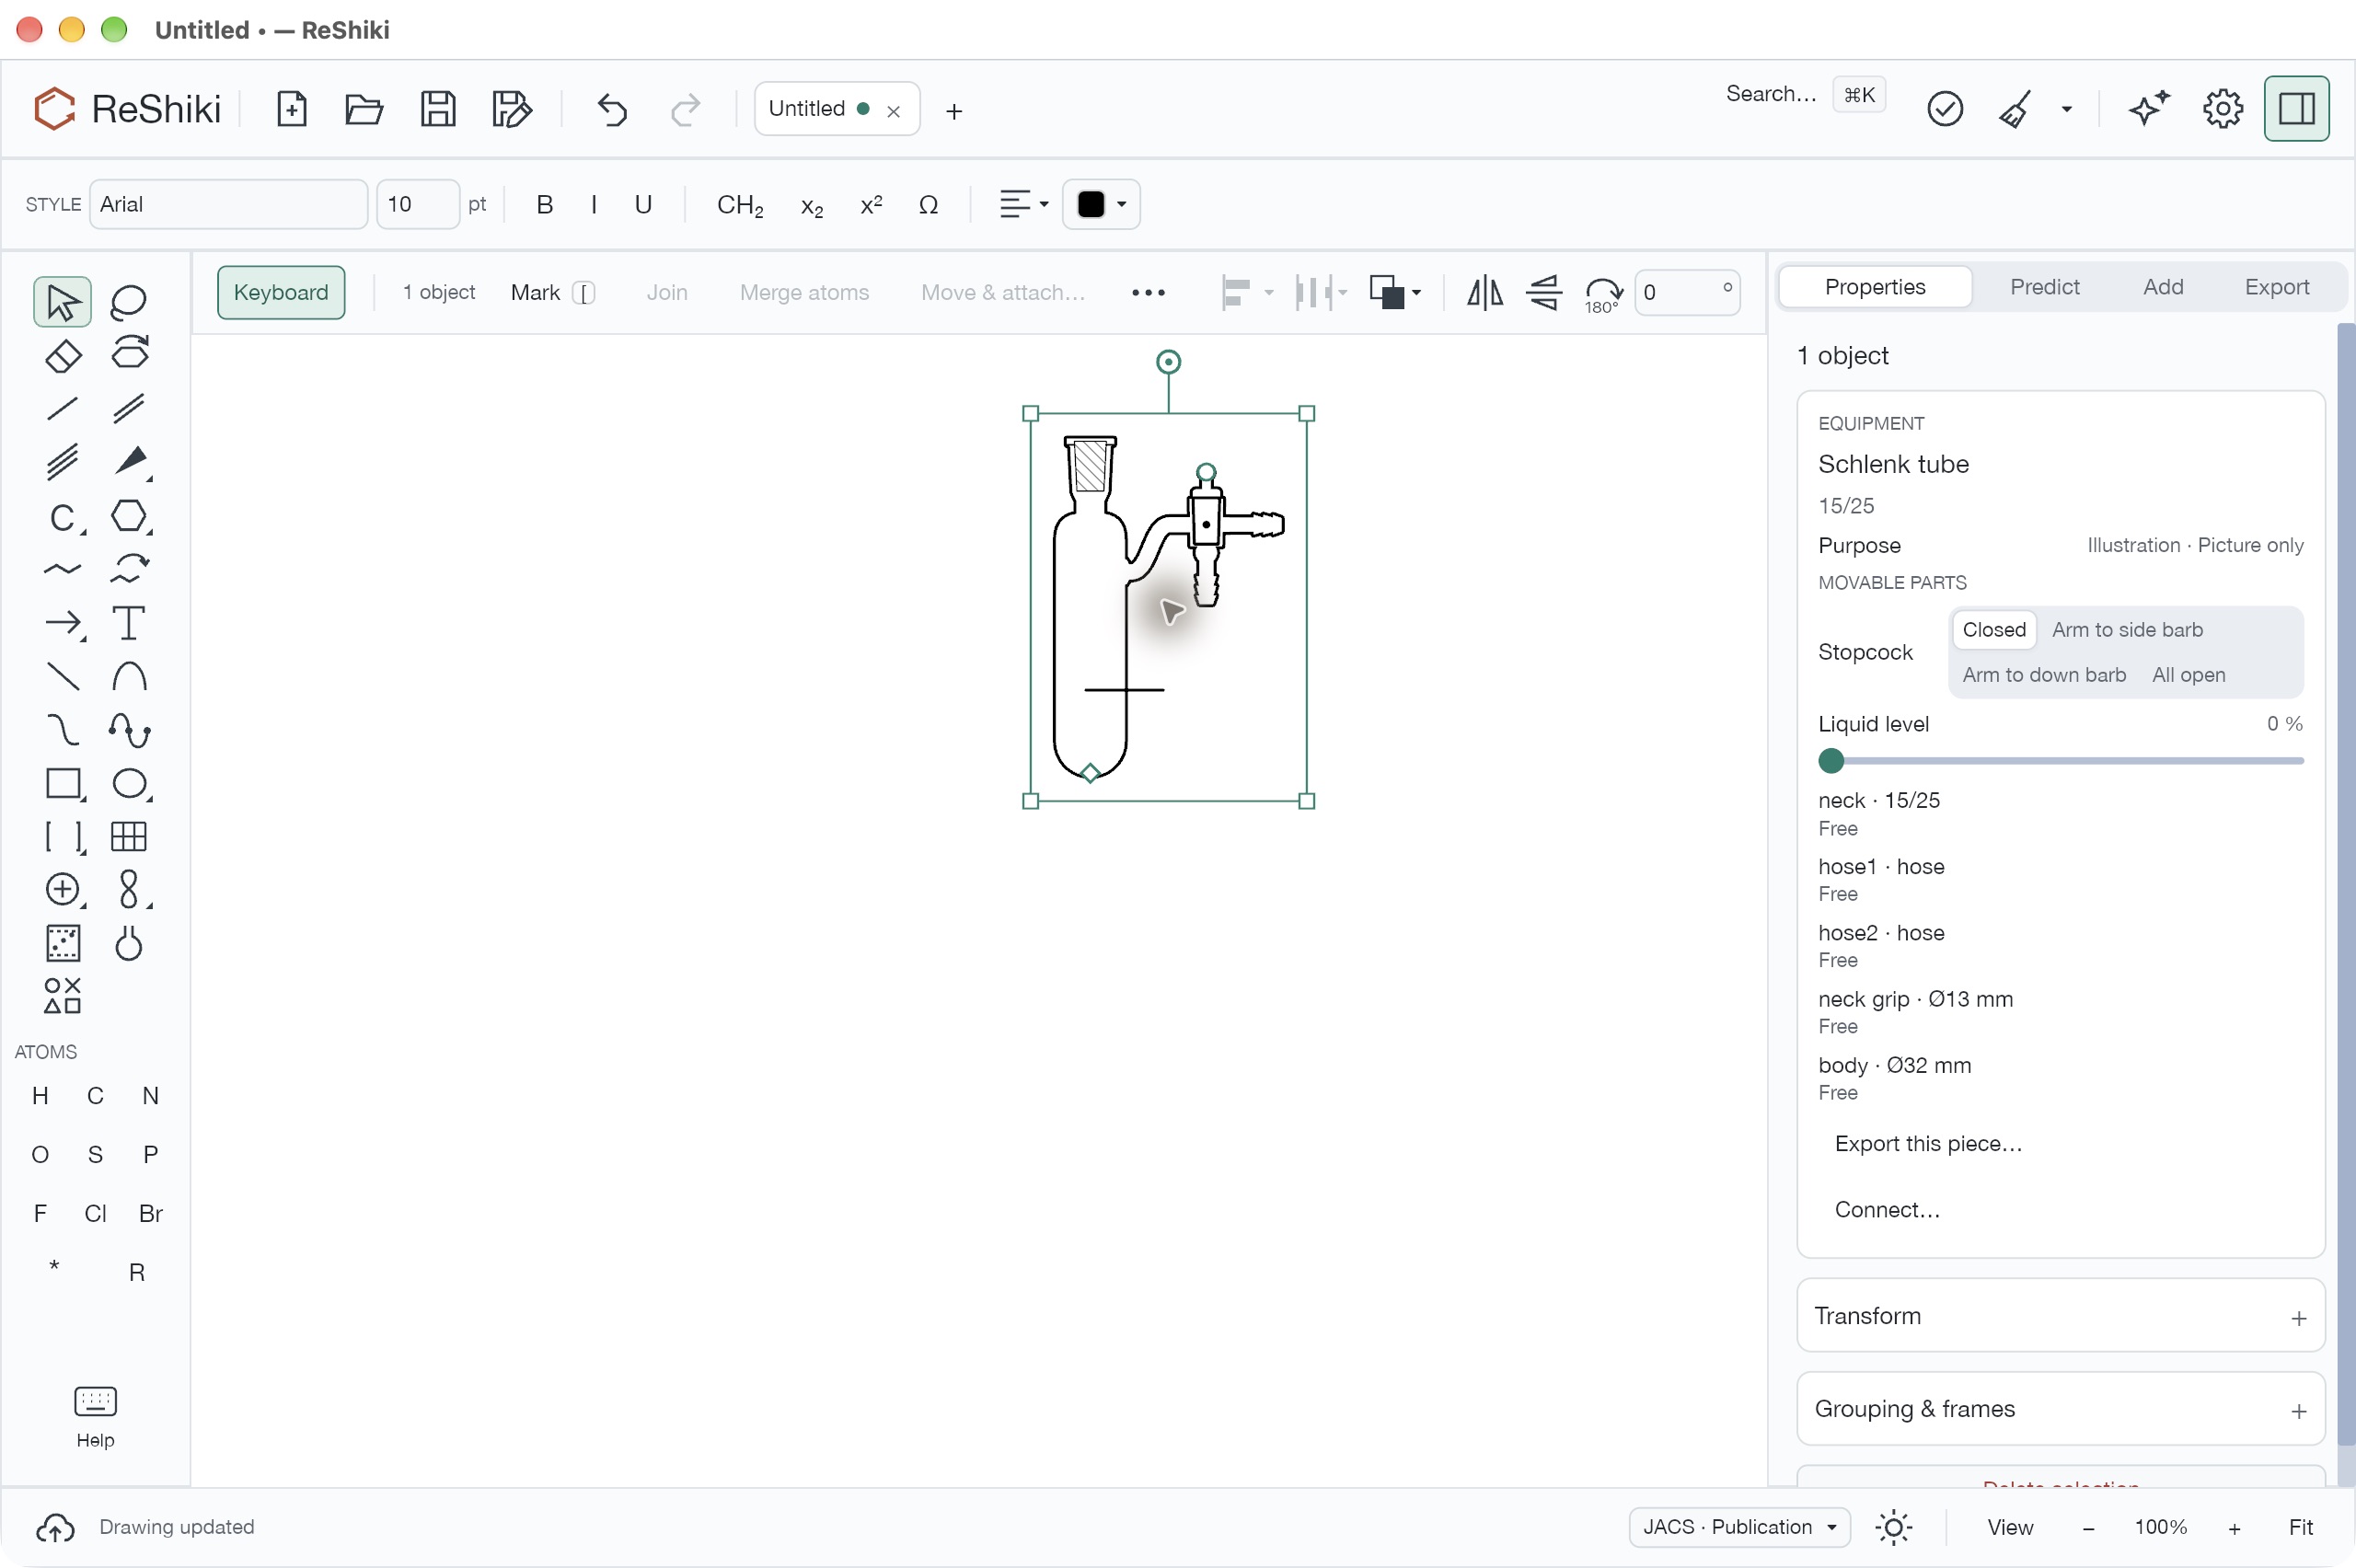 Untitled • — ReShiki
ReShiki
Untitled
Search… ⌘K
STYLE Arial 10 pt B I U CH₂ x₂ x² Ω
Keyboard 1 object Mark [ Join Merge atoms Move & attach… 180° 0 °
Properties Predict Add Export
1 object
EQUIPMENT
Schlenk tube
15/25
Purpose Illustration · Picture only
MOVABLE PARTS
Stopcock Closed Arm to side barb
Arm to down barb All open
Liquid level 0 %
neck · 15/25
Free
hose1 · hose
Free
hose2 · hose
Free
neck grip · Ø13 mm
Free
body · Ø32 mm
Free
Export this piece…
Connect…
Transform +
Grouping & frames +
C
T
ATOMS
H C N
O S P
F Cl Br
* R
Help
Drawing updated
JACS · Publication View − 100% + Fit